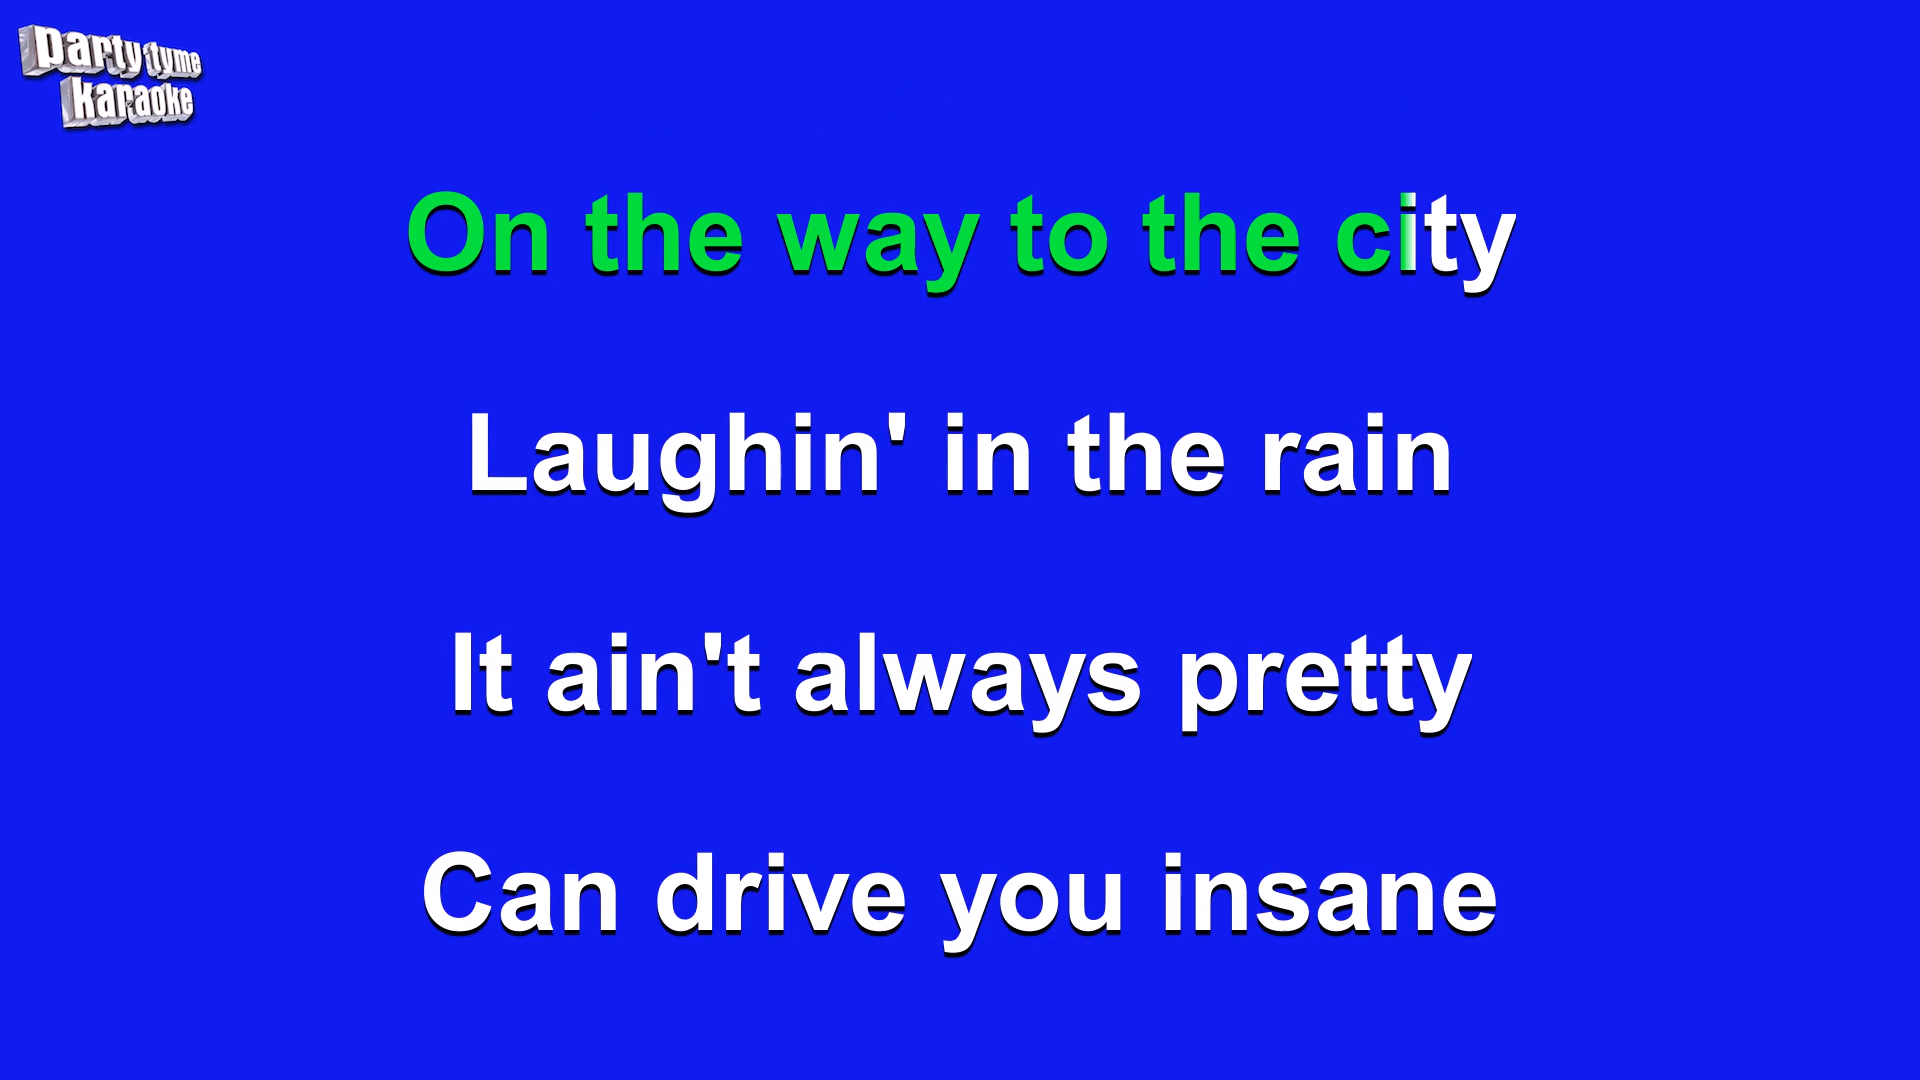 party tyme
karaoke
On the way to the city
Laughin' in the rain
It ain't always pretty
Can drive you insane